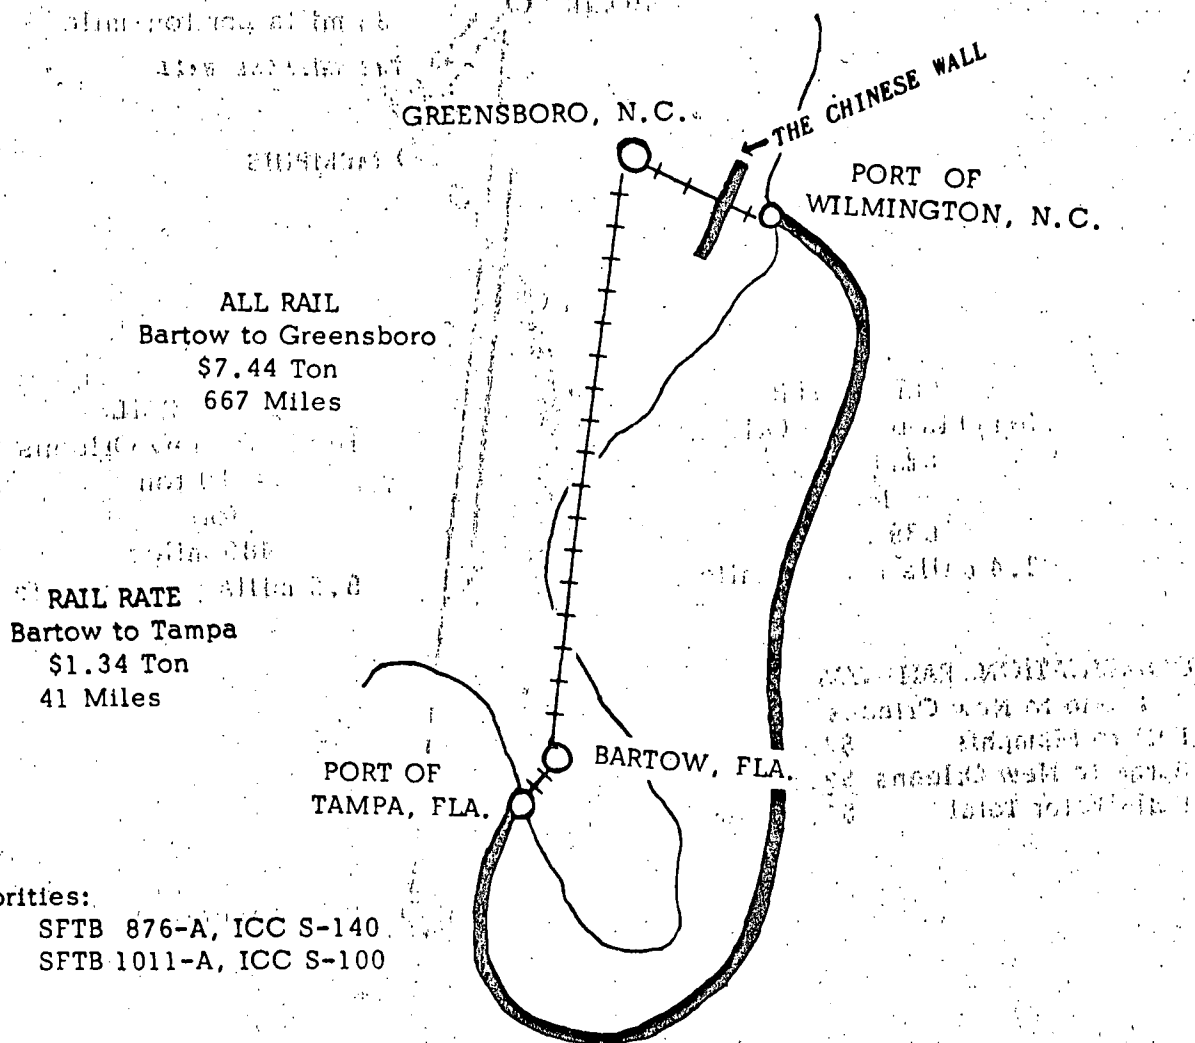 GREENSBORO, N.C.
THE CHINESE WALL
PORT OF
WILMINGTON, N.C.
ALL RAIL
Bartow to Greensboro
$7.44 Ton
667 Miles
RAIL RATE
Bartow to Tampa
$1.34 Ton
41 Miles
BARTOW, FLA.
PORT OF
TAMPA, FLA.
orities:
SFTB 876-A, ICC S-140
SFTB 1011-A, ICC S-100